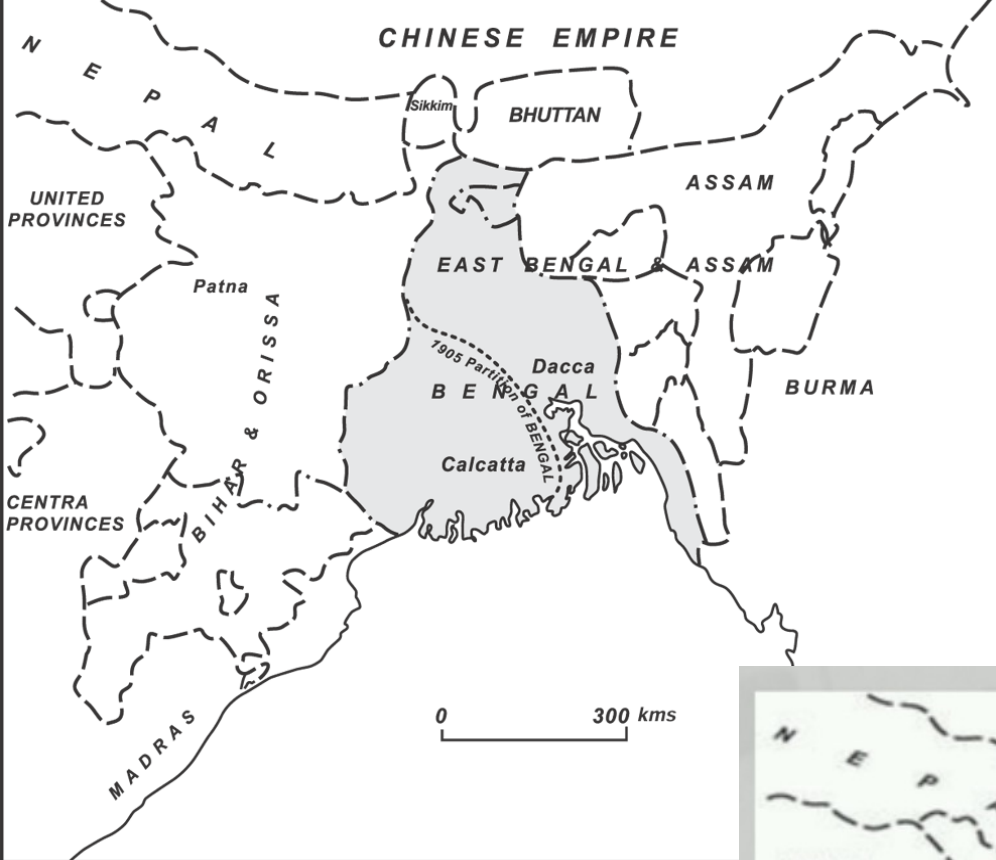 CHINESE EMPIRE
NEPAL
Sikkim
BHUTTAN
UNITED
PROVINCES
ASSAM
EAST BENGAL & ASSAM
Patna
BIHAR & ORISSA
1905 Partition of BENGAL
Dacca
BENGAL
BURMA
Calcatta
CENTRA
PROVINCES
MADRAS
0 300 kms
N E P